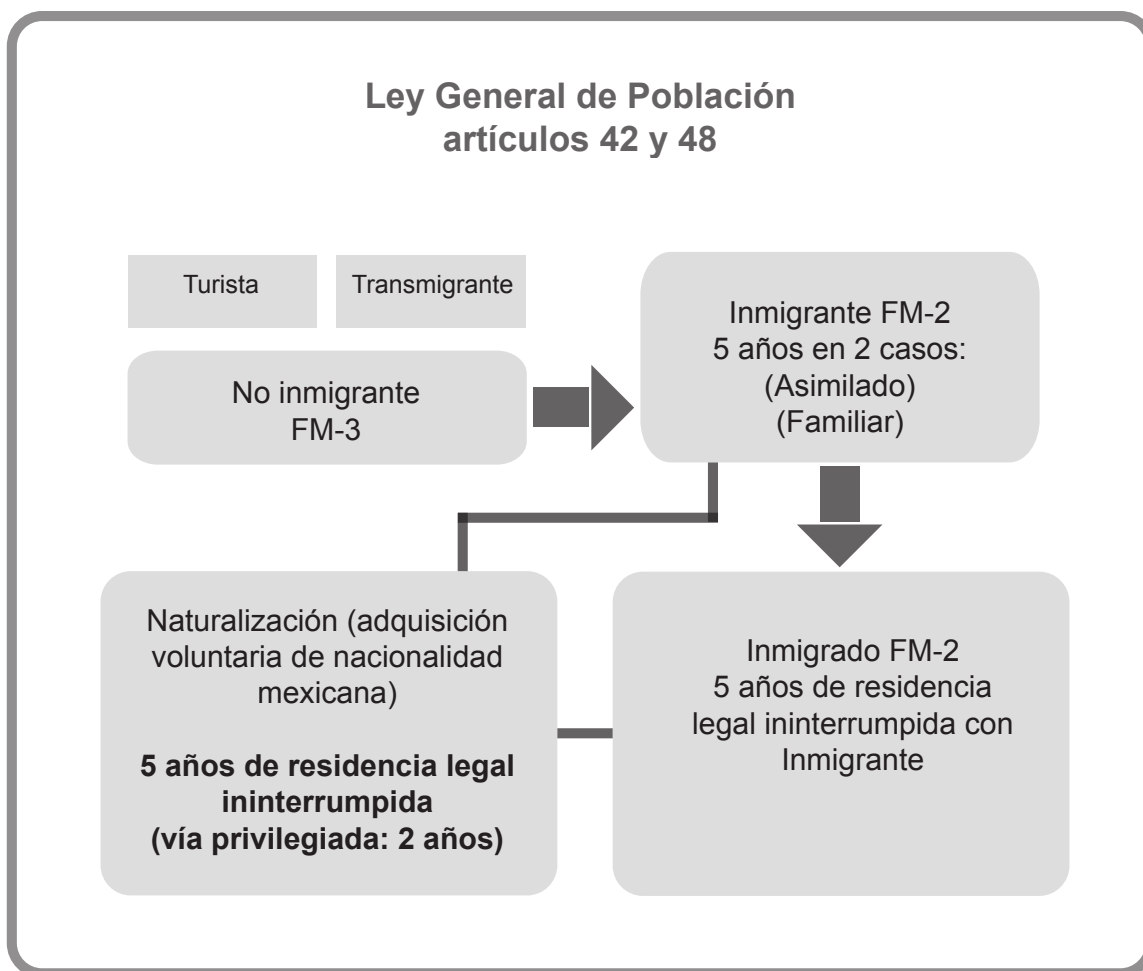 Ley General de Población
artículos 42 y 48
Turista
Transmigrante
No inmigrante
FM-3
Inmigrante FM-2
5 años en 2 casos:
(Asimilado)
(Familiar)
Naturalización (adquisición
voluntaria de nacionalidad
mexicana)
5 años de residencia legal
ininterrumpida
(vía privilegiada: 2 años)
Inmigrado FM-2
5 años de residencia
legal ininterrumpida con
Inmigrante